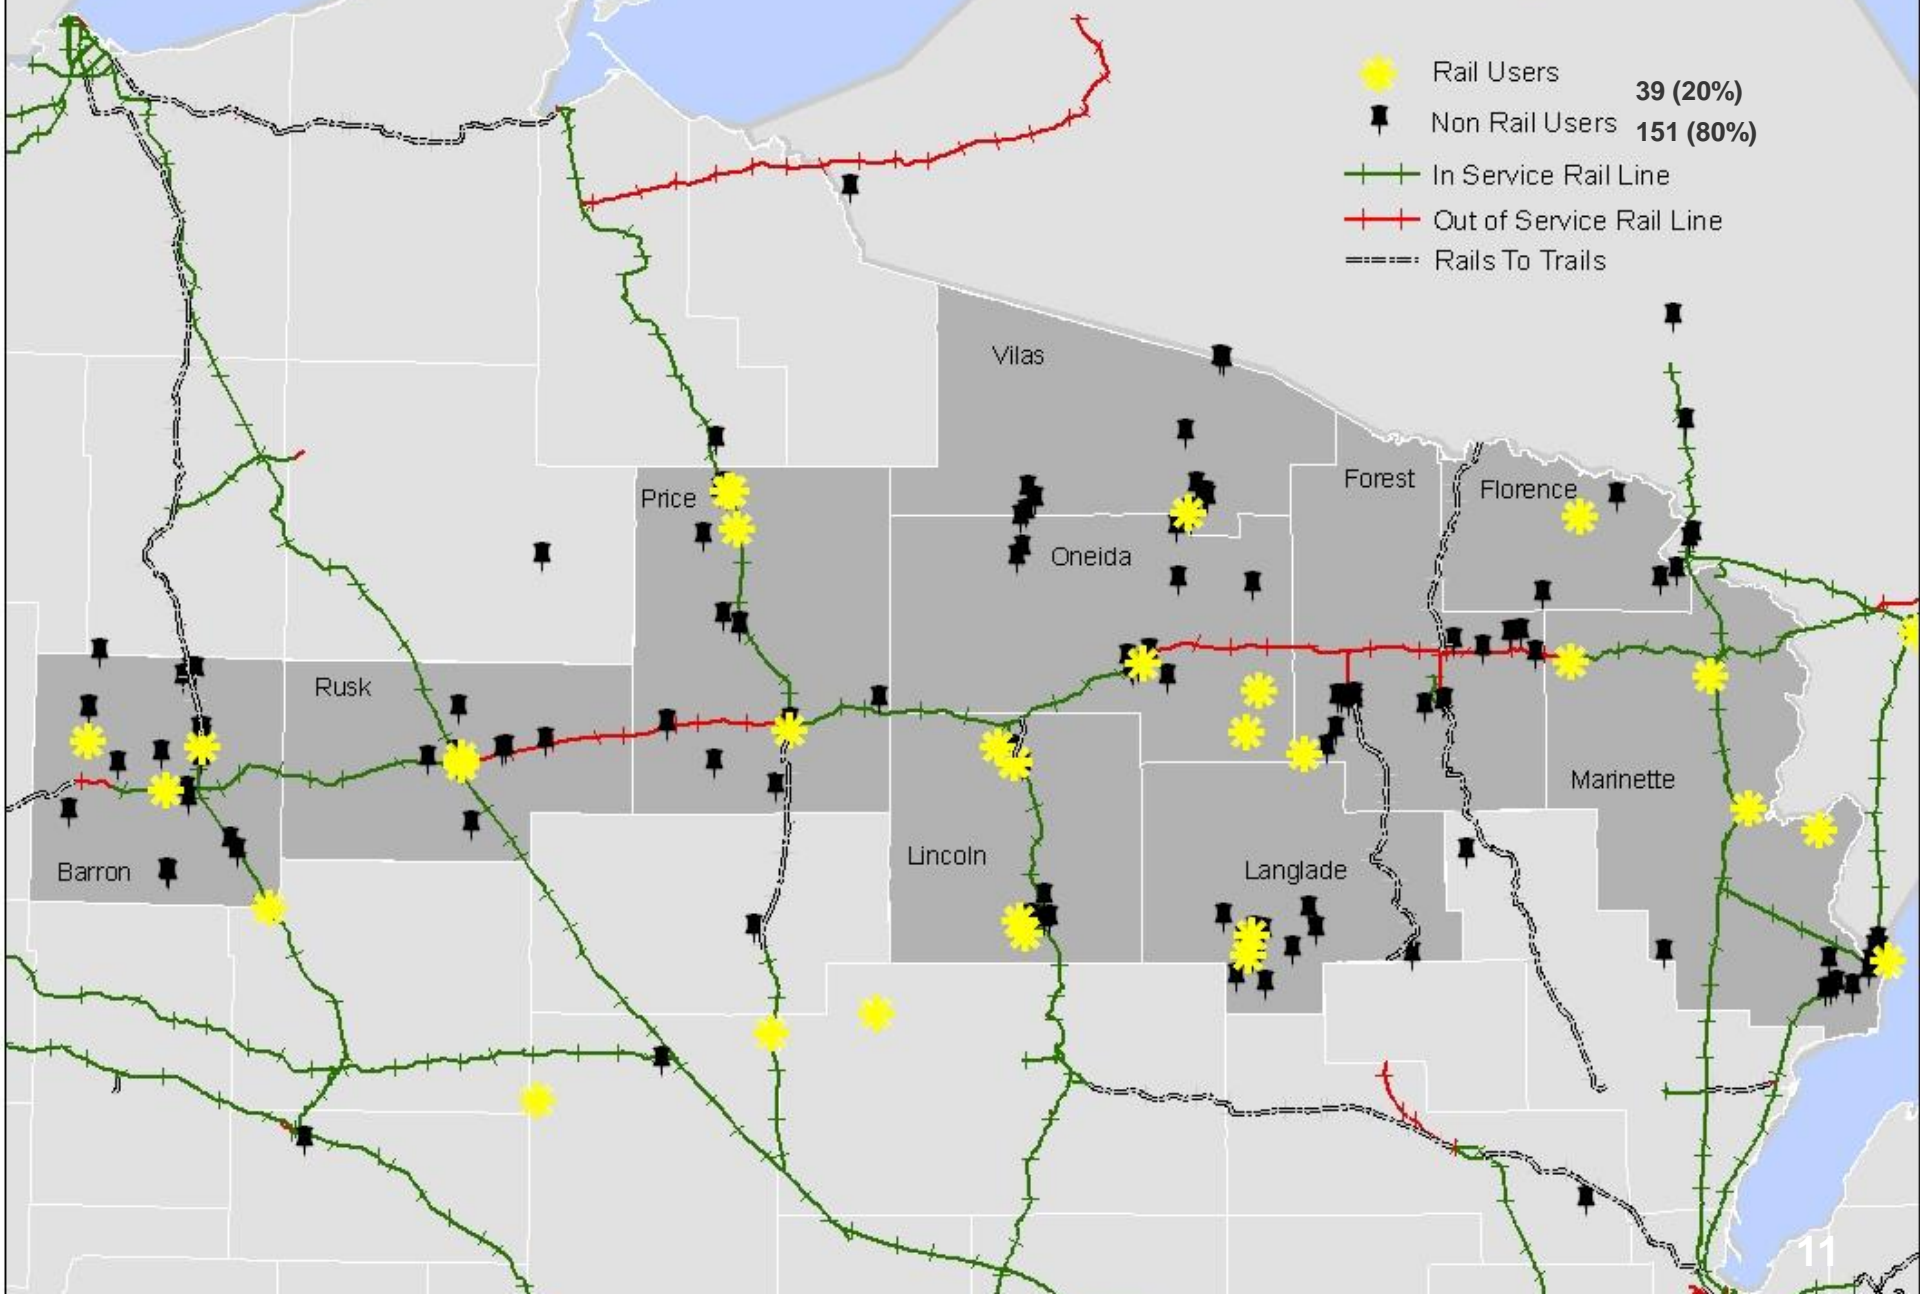 Rail Users
39 (20%)
Non Rail Users
151 (80%)
In Service Rail Line
Out of Service Rail Line
Rails To Trails
Vilas
Forest
Florence
Price
Oneida
Rusk
Marinette
Lincoln
Barron
Langlade
11